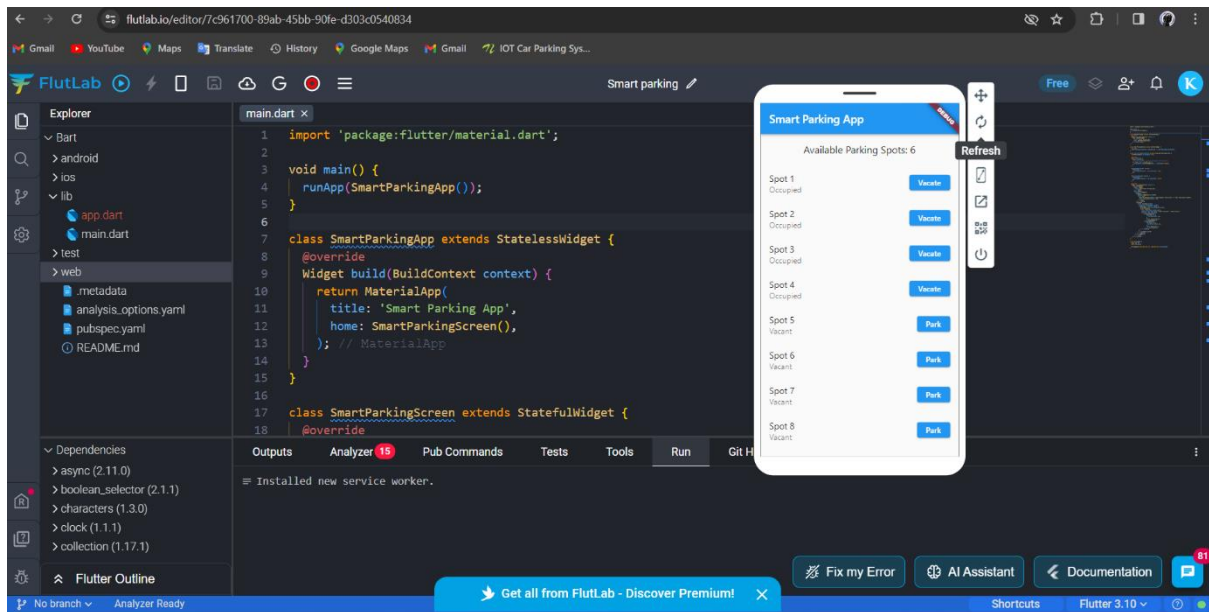 flutlab.io/editor/7c961700-89ab-45bb-90fe-d303c0540834
Gmail YouTube Maps Translate History Google Maps Gmail IOT Car Parking Sys...
FlutLab G Smart parking Free K
Explorer
Bart
android
ios
lib
app.dart
main.dart
test
web
.metadata
analysis_options.yaml
pubspec.yaml
README.md
Dependencies
async (2.11.0)
boolean_selector (2.1.1)
characters (1.3.0)
clock (1.1.1)
collection (1.17.1)
Flutter Outline
main.dart ×
1 import 'package:flutter/material.dart';
2
3 void main() {
4 runApp(SmartParkingApp());
5 }
6
7 class SmartParkingApp extends StatelessWidget {
8 @override
9 Widget build(BuildContext context) {
10 return MaterialApp(
11 title: 'Smart Parking App',
12 home: SmartParkingScreen(),
13 ); // MaterialApp
14 }
15 }
16
17 class SmartParkingScreen extends StatefulWidget {
18 @override
Smart Parking App
DEBUG
Available Parking Spots: 6
Spot 1
Occupied
Vacate
Spot 2
Occupied
Vacate
Spot 3
Occupied
Vacate
Spot 4
Occupied
Vacate
Spot 5
Vacant
Park
Spot 6
Vacant
Park
Spot 7
Vacant
Park
Spot 8
Vacant
Park
Refresh
Outputs Analyzer 15 Pub Commands Tests Tools Run Git H
Installed new service worker.
Fix my Error AI Assistant Documentation 81
Get all from FlutLab - Discover Premium! ×
No branch Analyzer Ready Shortcuts Flutter 3.10